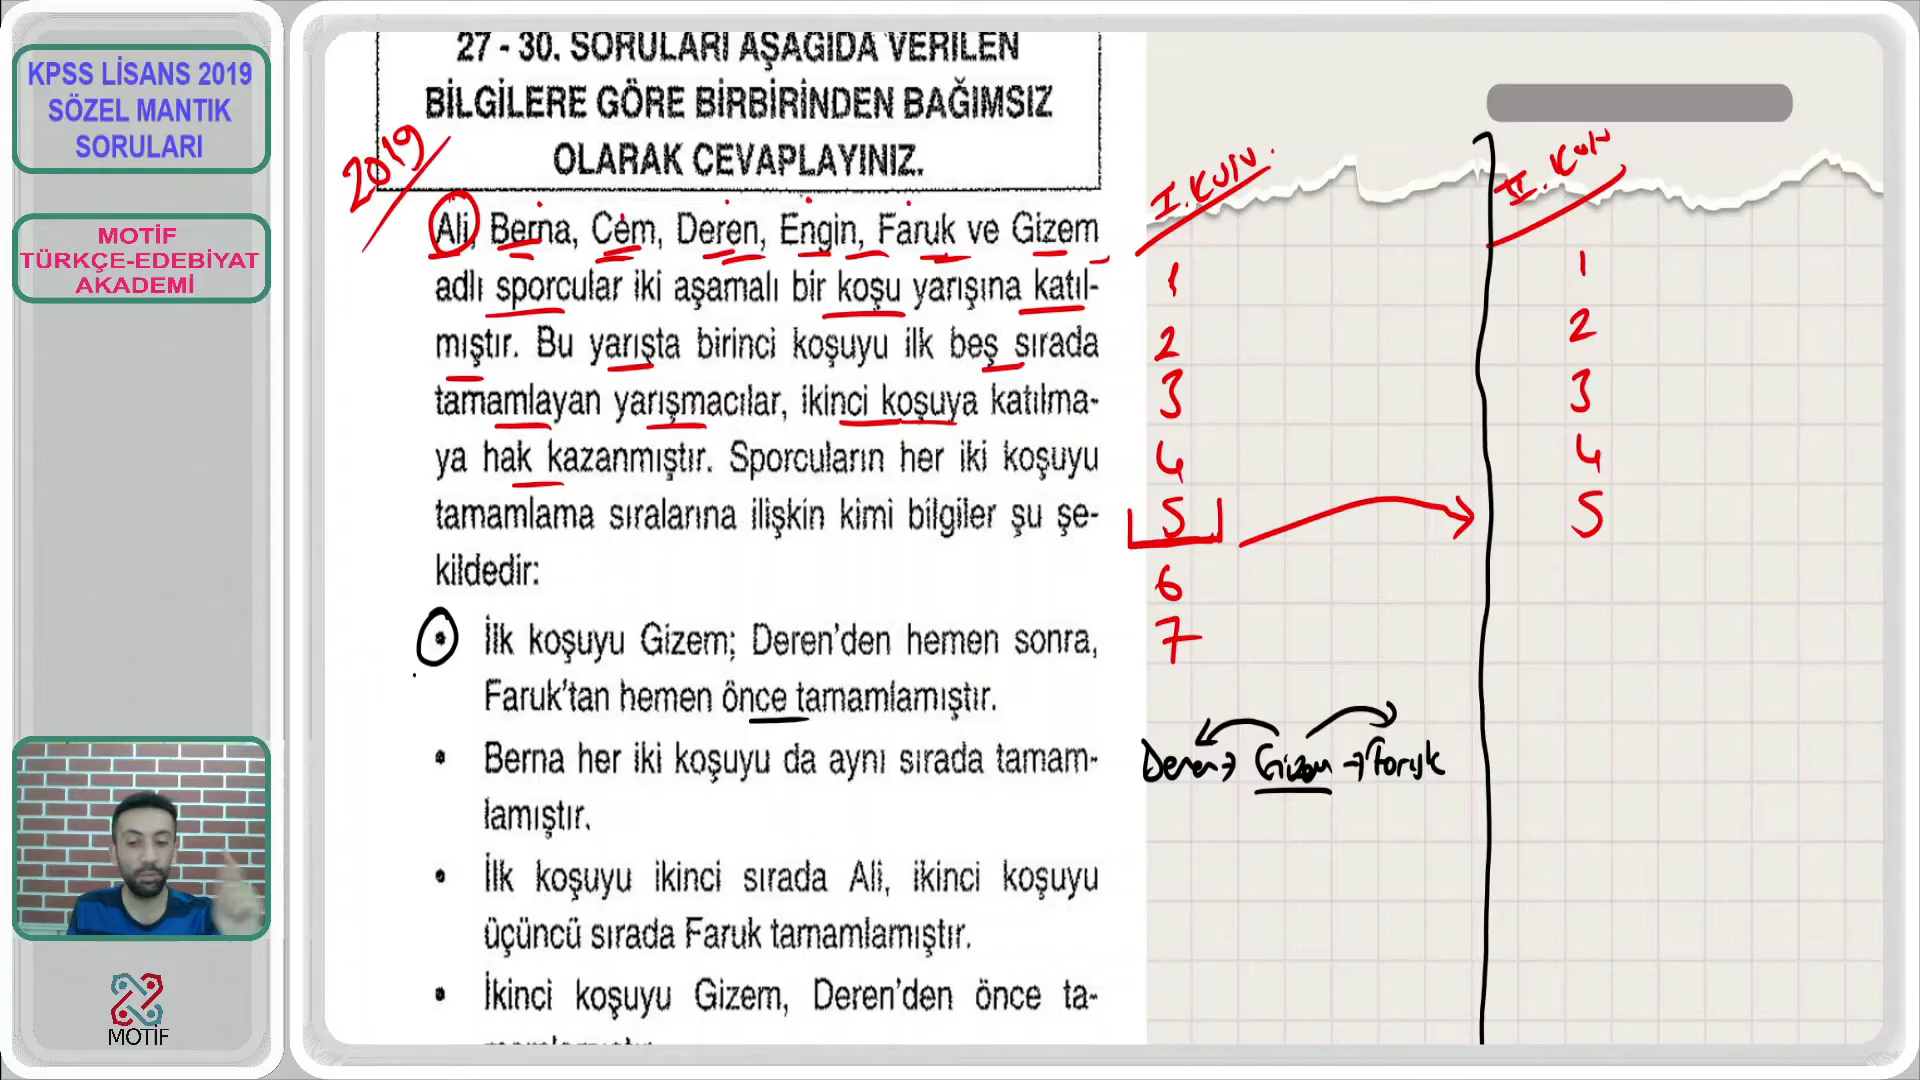 KPSS LİSANS 2019
SÖZEL MANTIK
SORULARI
MOTİF
TÜRKÇE-EDEBİYAT
AKADEMİ
MOTİF
27 - 30. SORULARI AŞAĞIDA VERİLEN
BİLGİLERE GÖRE BİRBİRİNDEN BAĞIMSIZ
OLARAK CEVAPLAYINIZ.
2019
Ali, Berna, Cem, Deren, Engin, Faruk ve Gizem
adlı sporcular iki aşamalı bir koşu yarışına katıl-
mıştır. Bu yarışta birinci koşuyu ilk beş sırada
tamamlayan yarışmacılar, ikinci koşuya katılma-
ya hak kazanmıştır. Sporcuların her iki koşuyu
tamamlama sıralarına ilişkin kimi bilgiler şu şe-
kildedir:
• İlk koşuyu Gizem; Deren’den hemen sonra,
Faruk’tan hemen önce tamamlamıştır.
• Berna her iki koşuyu da aynı sırada tamam-
lamıştır.
• İlk koşuyu ikinci sırada Ali, ikinci koşuyu
üçüncü sırada Faruk tamamlamıştır.
• İkinci koşuyu Gizem, Deren’den önce ta-
I.
1
2
3
4
5
6
7
Deren → Gizem → Faruk
II.
1
2
3
4
5